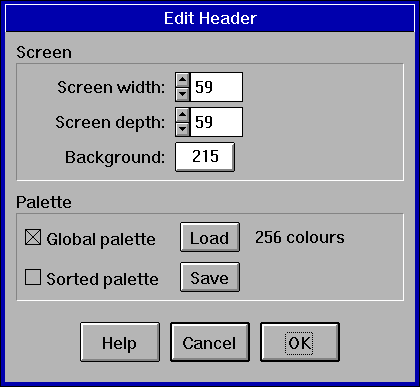 Edit Header
Screen
Screen width: 59
Screen depth: 59
Background: 215
Palette
Global palette Load 256 colours
Sorted palette Save
Help Cancel OK